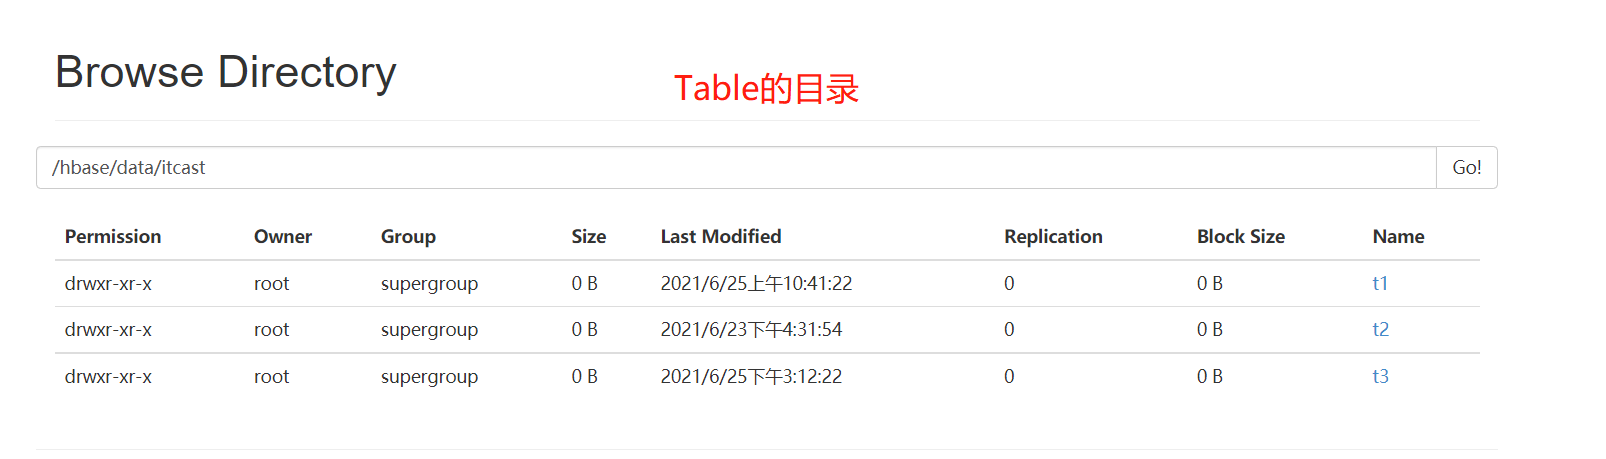 Browse Directory
Table的目录
/hbase/data/itcast Go!
Permission Owner Group Size Last Modified Replication Block Size Name
drwxr-xr-x root supergroup 0 B 2021/6/25上午10:41:22 0 0 B t1
drwxr-xr-x root supergroup 0 B 2021/6/23下午4:31:54 0 0 B t2
drwxr-xr-x root supergroup 0 B 2021/6/25下午3:12:22 0 0 B t3